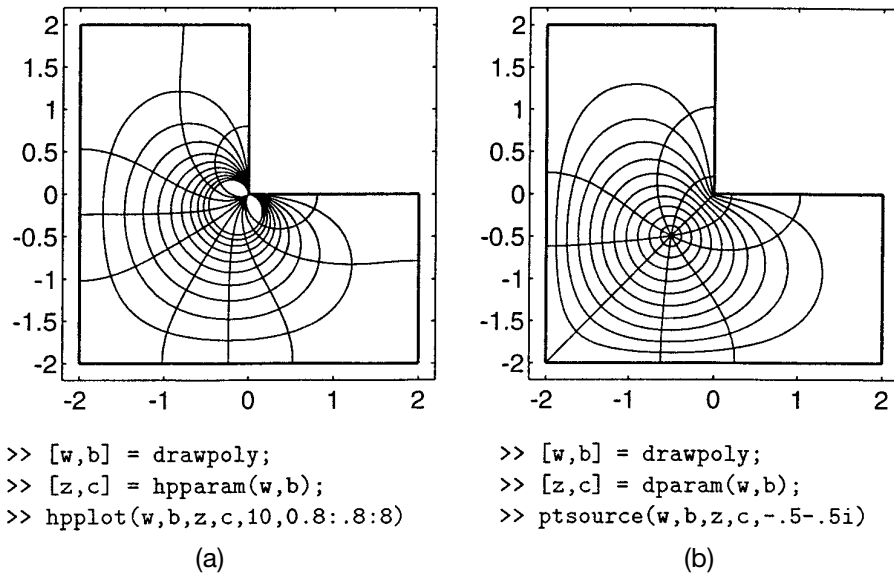 2
1.5
1
0.5
0
-0.5
-1
-1.5
-2
-2 -1 0 1 2
>> [w,b] = drawpoly;
>> [z,c] = hpparam(w,b);
>> hpplot(w,b,z,c,10,0.8:.8:8)
(a)
2
1.5
1
0.5
0
-0.5
-1
-1.5
-2
-2 -1 0 1 2
>> [w,b] = drawpoly;
>> [z,c] = dparam(w,b);
>> ptsource(w,b,z,c,-.5-.5i)
(b)